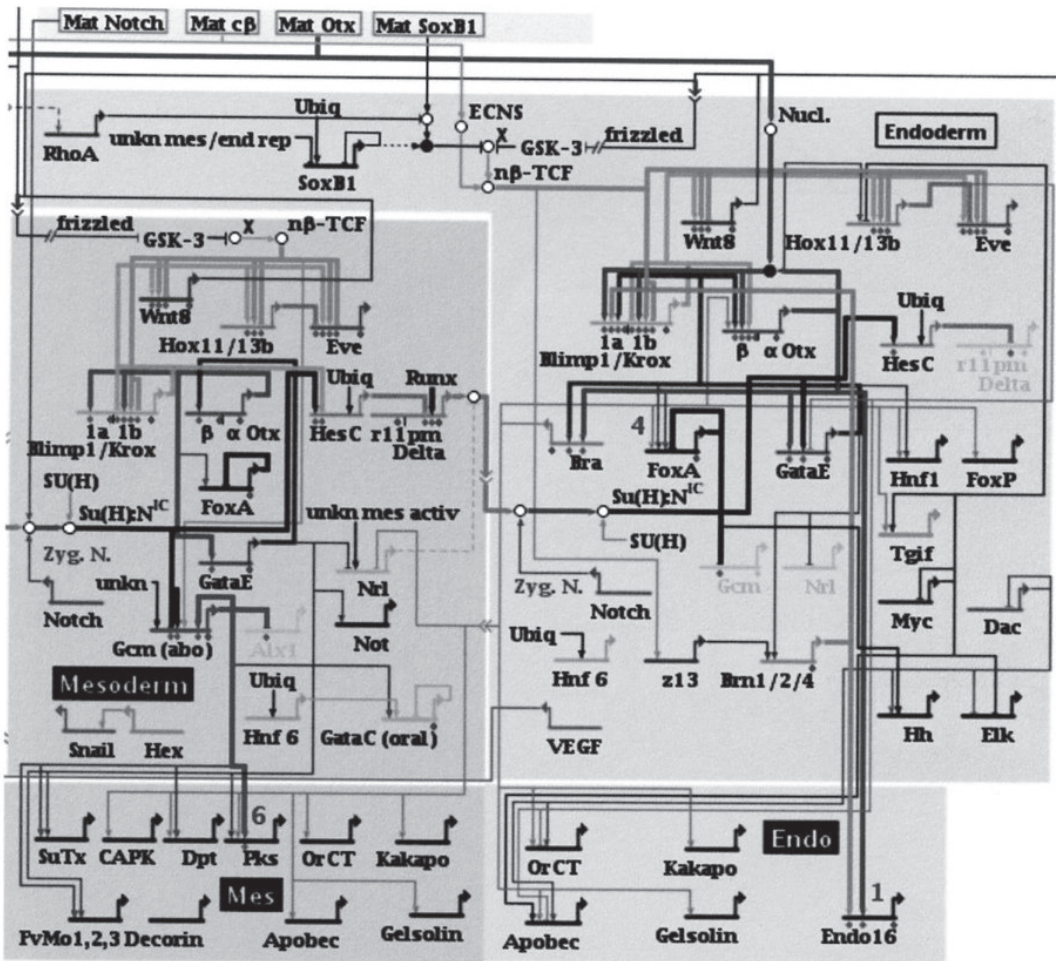 Mat Notch Mat cβ Mat Otx Mat SoxB1
Ubiq ECNS Nucl. Endoderm
RhoA unkn mes/end rep χ GSK-3 frizzled
SoxB1 nβ-TCF
frizzled GSK-3 χ nβ-TCF Wnt8 Hox11/13b Eve
Wnt8
Hox11/13b Eve
1a 1b β α Otx Ubiq
Blimp1/Krox HesC r11pm
Delta
Ubiq Runx
1a 1b β α Otx HesC r11pm
Blimp1/Krox Delta
4
Bra FoxA GataE Hnf1 FoxP
SU(H) FoxA
Su(H):N^IC unkn mes activ Su(H):N^IC
SU(H) Tgif
Zyg. N. GataE Nrl Zyg. N. Gcm Nrl
unkn
Notch Notch Myc Dac
Gcm (abo) Alx1 Not Ubiq
Hnf 6 z13 Brn1/2/4
Mesoderm Ubiq
Snail Hex Hnf 6 GataC (oral) VEGF Hh Elk
6
SuTx CAPK Dpt Pks OrCT Kakapo OrCT Kakapo Endo
Mes 1
FvMo1,2,3 Decorin Apobec Gelsolin Apobec Gelsolin Endo16